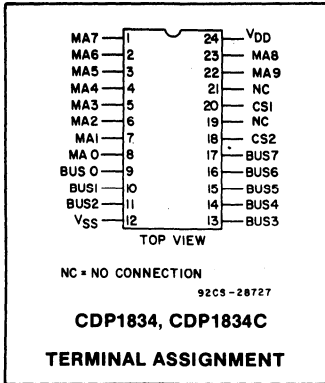 MA7 1 24 VDD
MA6 2 23 MA8
MA5 3 22 MA9
MA4 4 21 NC
MA3 5 20 CS1
MA2 6 19 NC
MA1 7 18 CS2
MA 0 8 17 BUS7
BUS 0 9 16 BUS6
BUS1 10 15 BUS5
BUS2 11 14 BUS4
VSS 12 13 BUS3
TOP VIEW
NC = NO CONNECTION
92CS-28727
CDP1834, CDP1834C
TERMINAL ASSIGNMENT